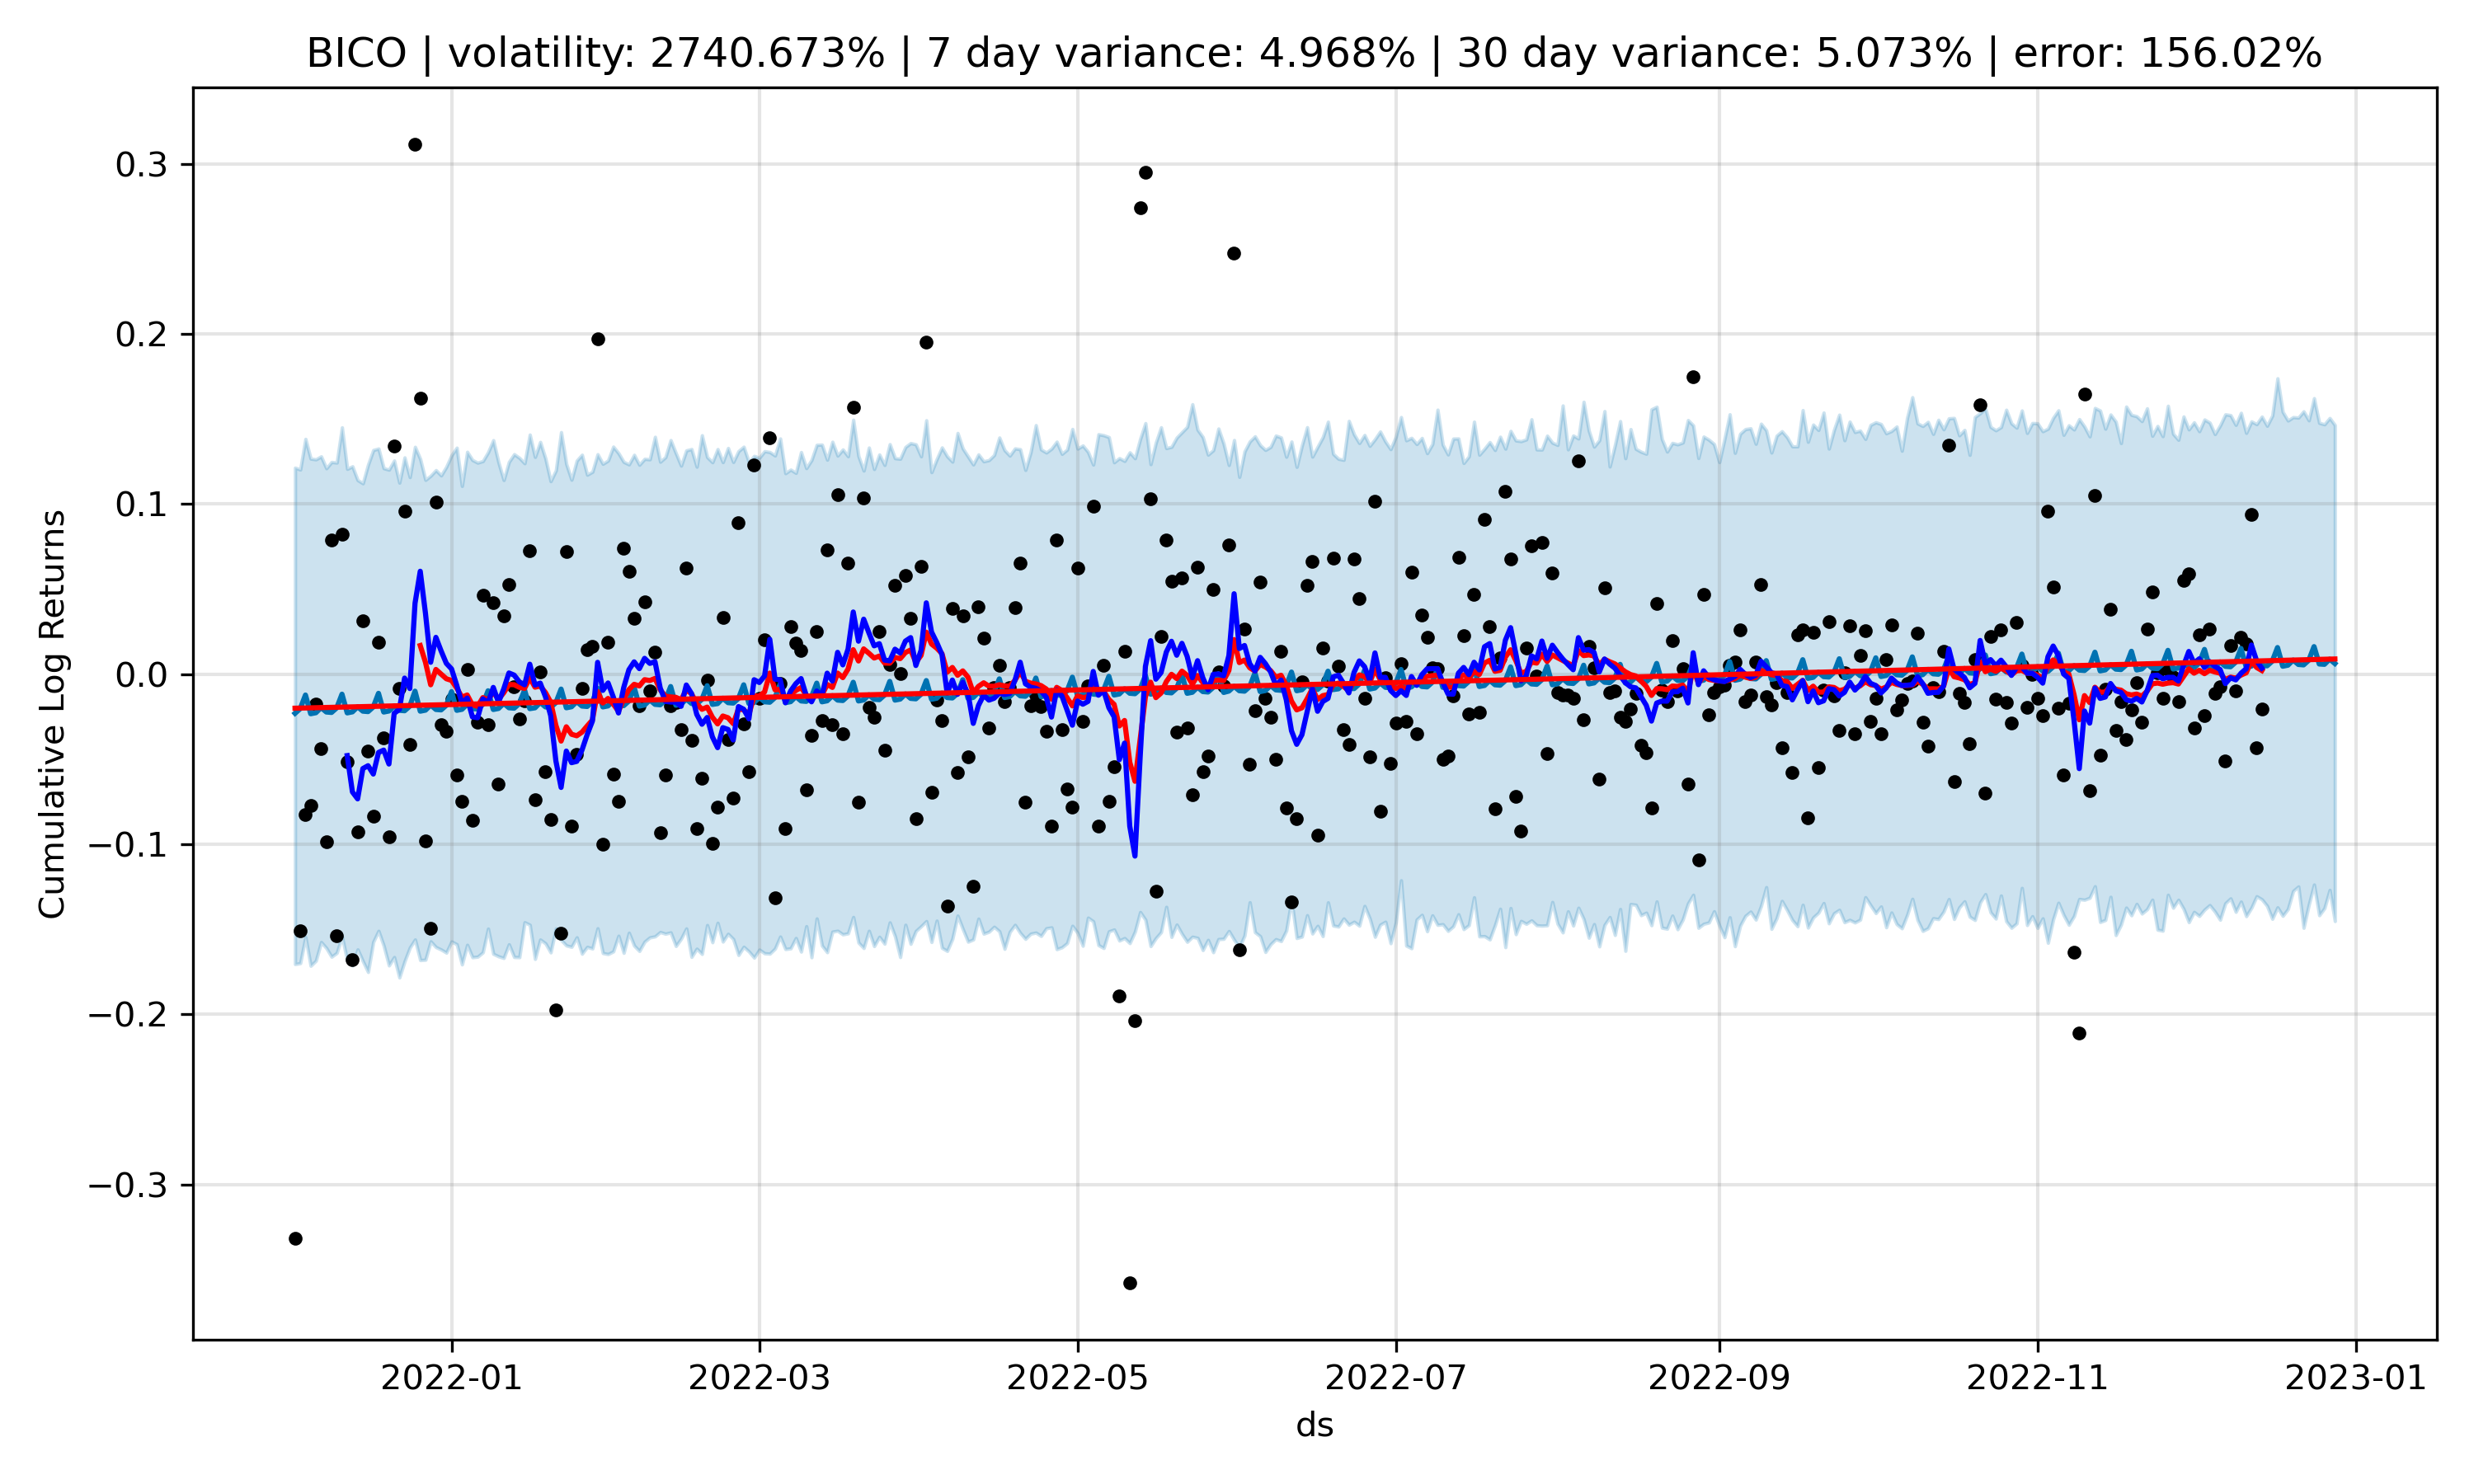 BICO | volatility: 2740.673% | 7 day variance: 4.968% | 30 day variance: 5.073% | error: 156.02%
Cumulative Log Returns
0.3
0.2
0.1
0.0
−0.1
−0.2
−0.3
2022-01 2022-03 2022-05 2022-07 2022-09 2022-11 2023-01
ds